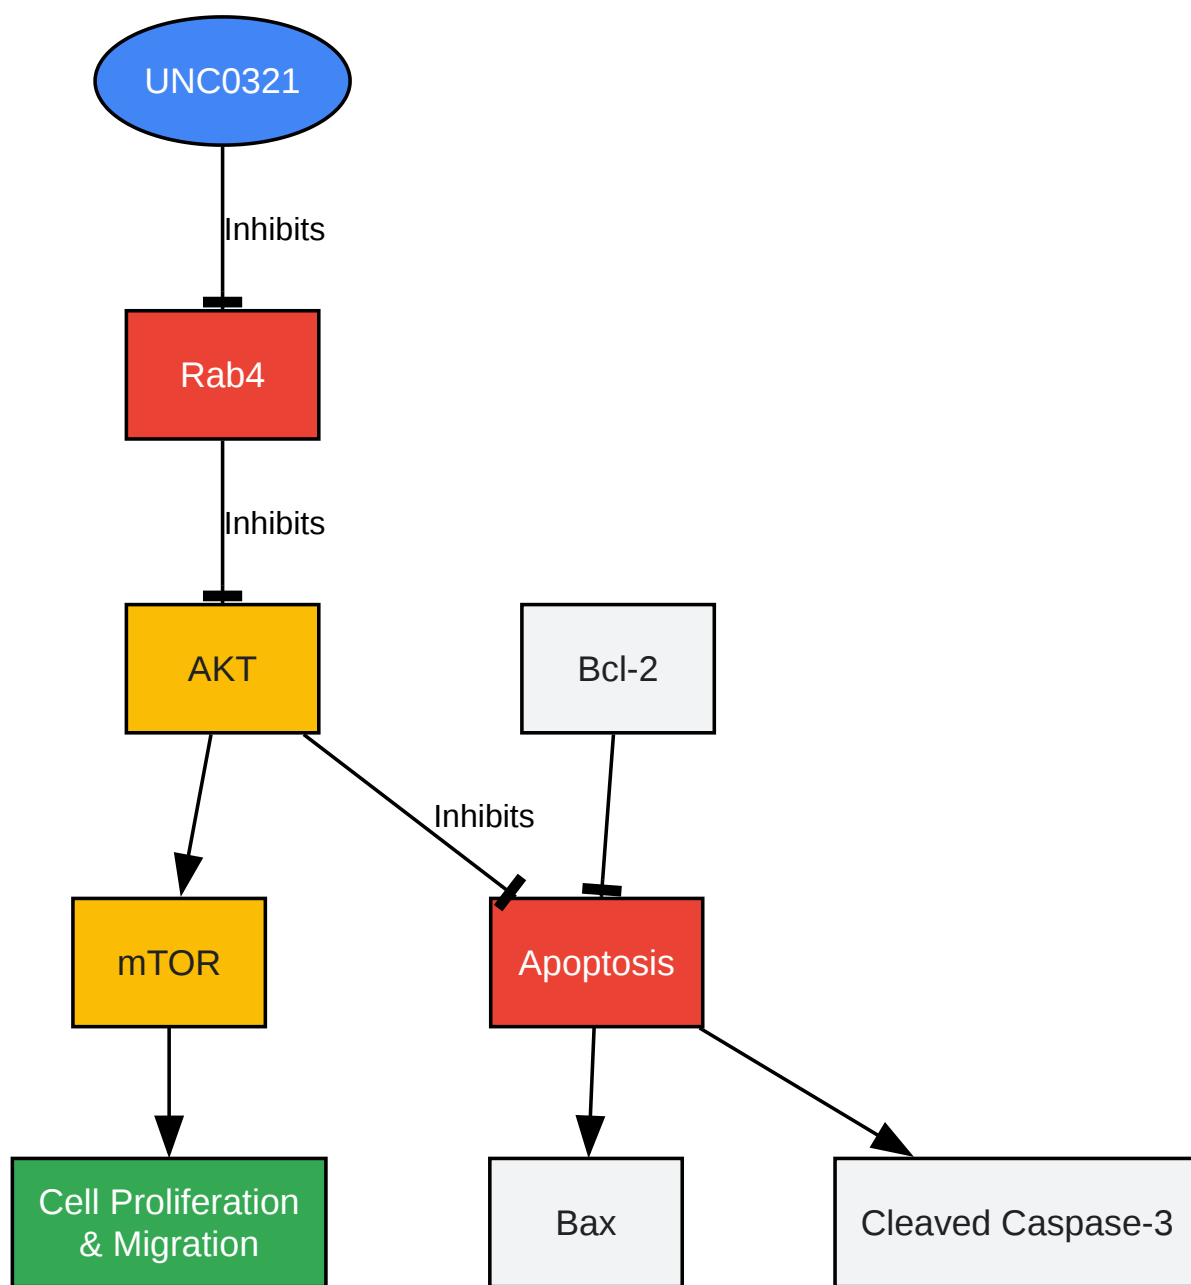 UNC0321
Inhibits
Rab4
Inhibits
AKT
Bcl-2
Inhibits
mTOR
Apoptosis
Cell Proliferation
& Migration
Bax
Cleaved Caspase-3